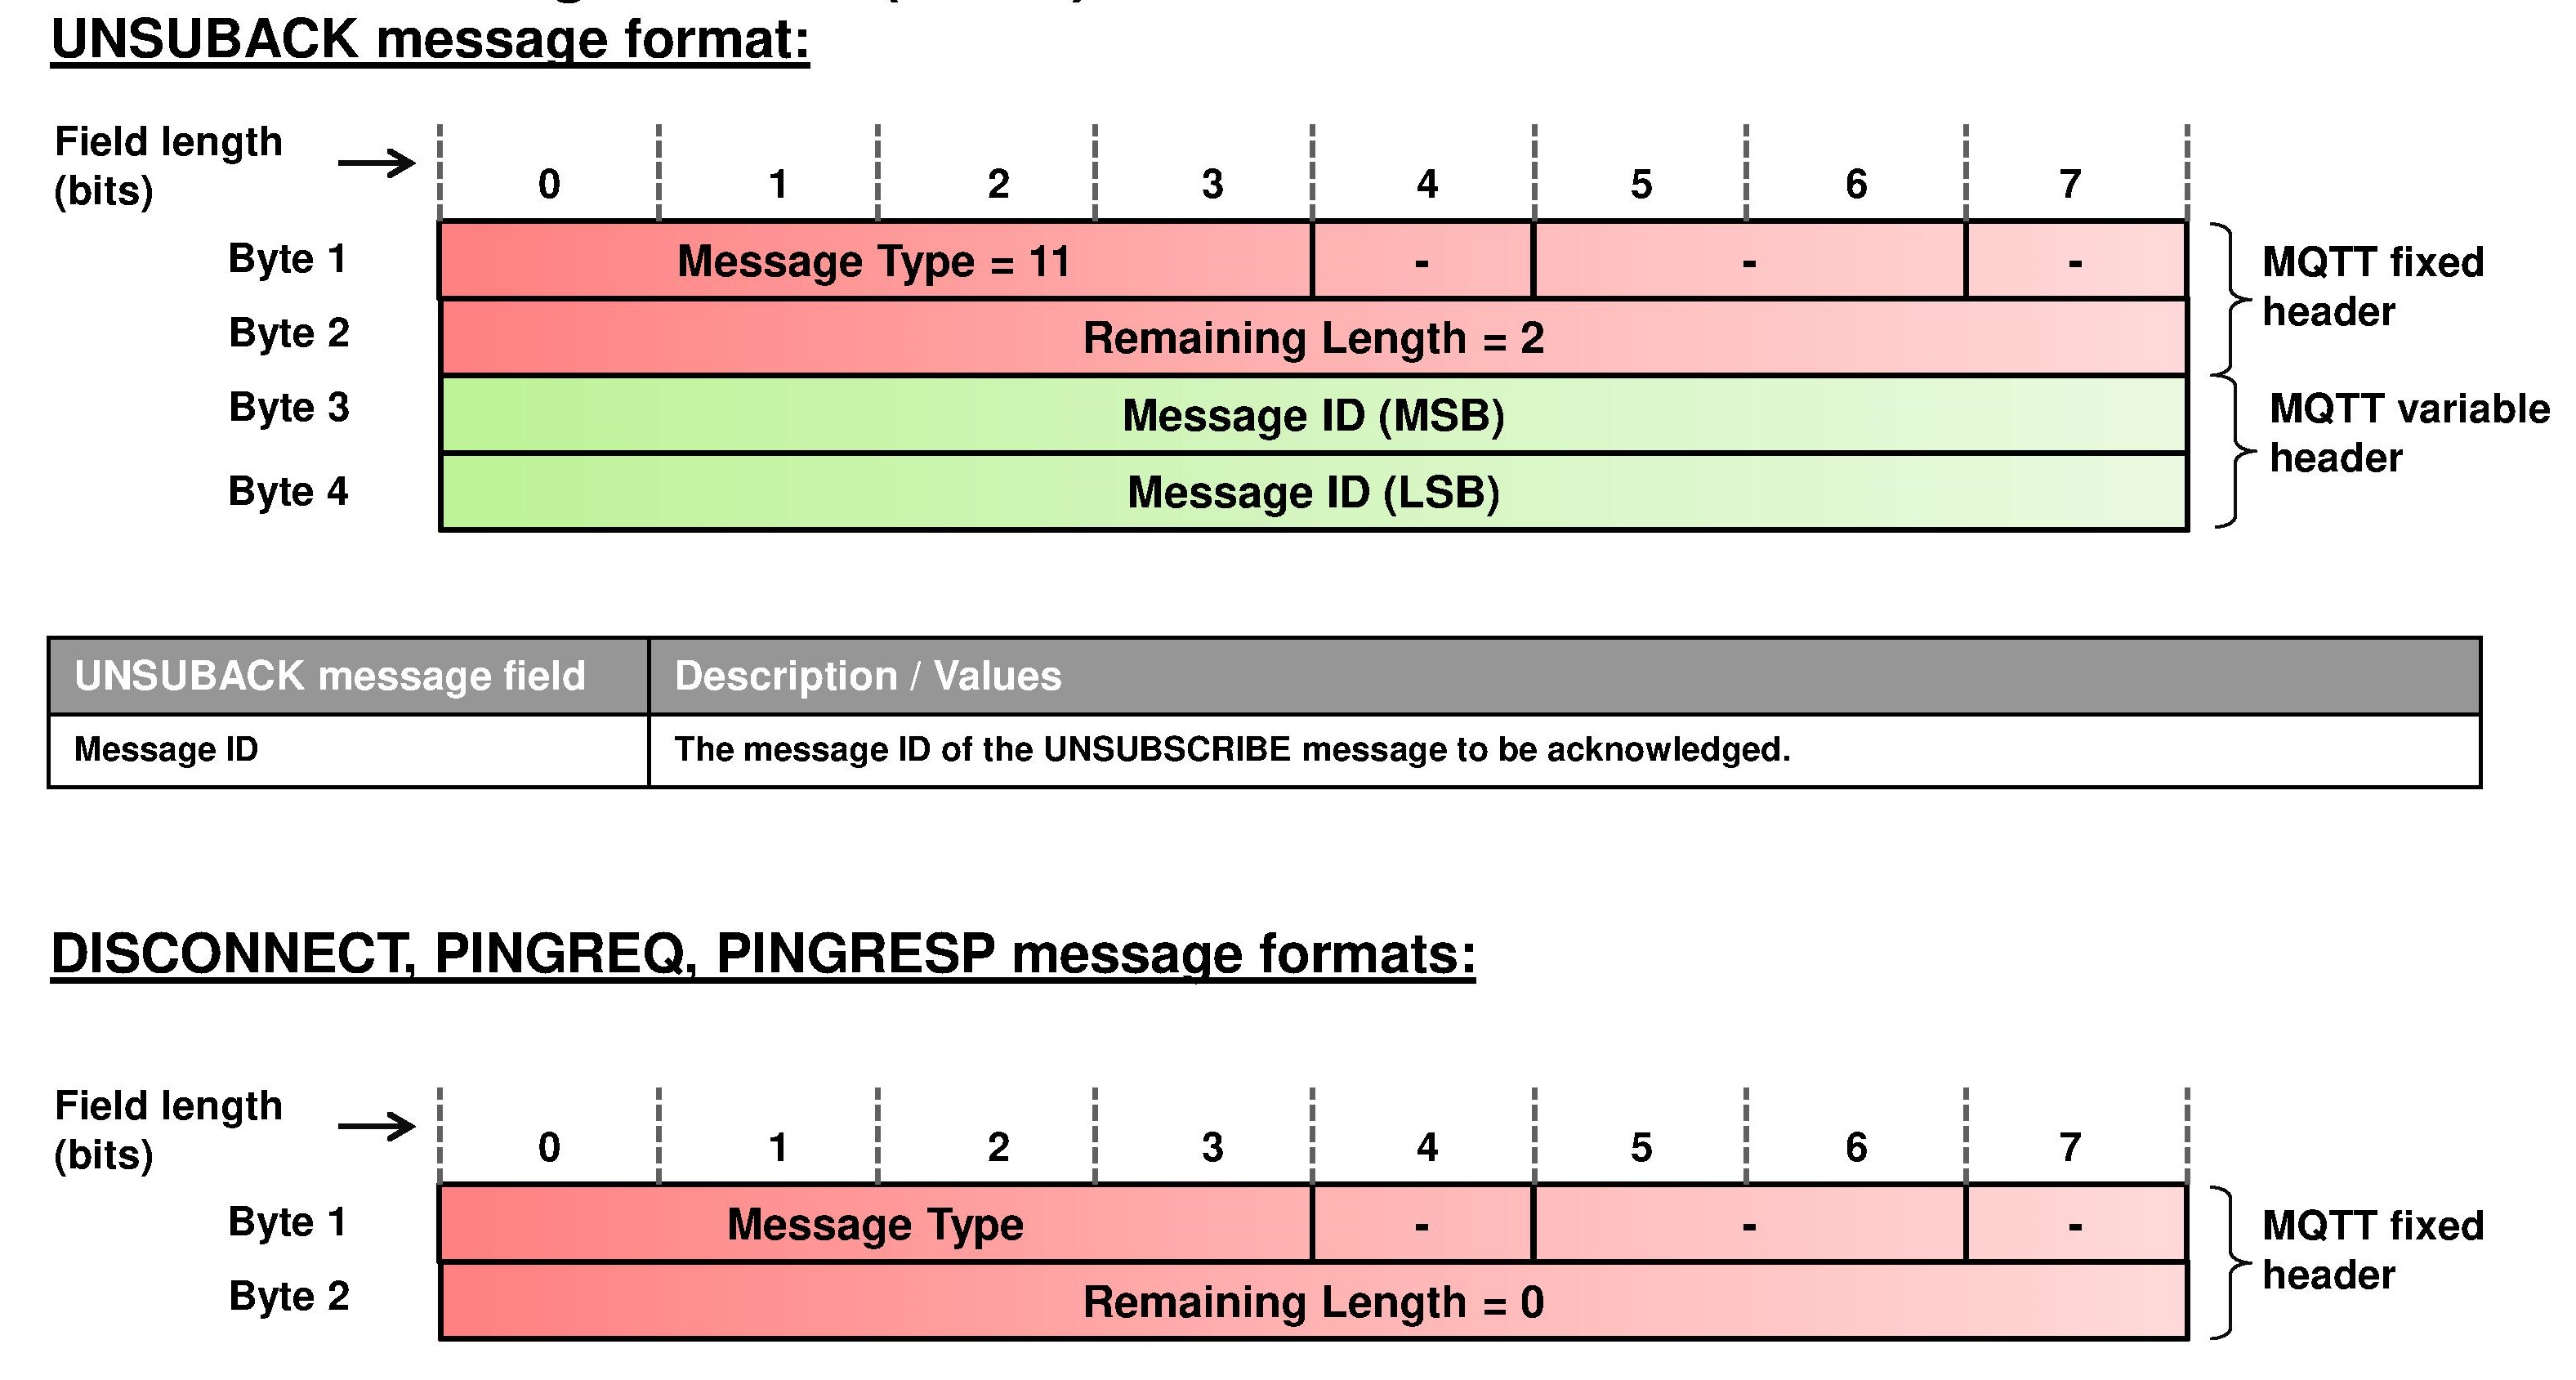 UNSUBACK message format:
Field length
(bits)
0 1 2 3 4 5 6 7
Byte 1 Message Type = 11 - - - MQTT fixed
header
Byte 2 Remaining Length = 2
Byte 3 Message ID (MSB) MQTT variable
header
Byte 4 Message ID (LSB)
UNSUBACK message field Description / Values
Message ID The message ID of the UNSUBSCRIBE message to be acknowledged.
DISCONNECT, PINGREQ, PINGRESP message formats:
Field length
(bits)
0 1 2 3 4 5 6 7
Byte 1 Message Type - - - MQTT fixed
header
Byte 2 Remaining Length = 0